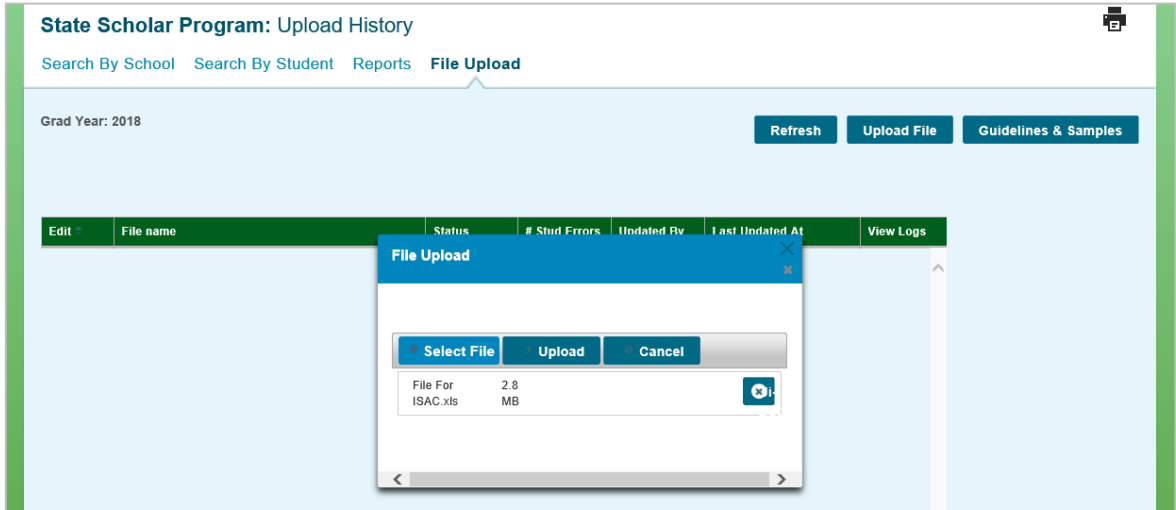 State Scholar Program: Upload History
Search By School Search By Student Reports File Upload
Grad Year: 2018
Refresh Upload File Guidelines & Samples
Edit File name Status # Stud Errors Updated By Last Updated At View Logs
File Upload
Select File Upload Cancel
File For 2.8
ISAC.xls MB